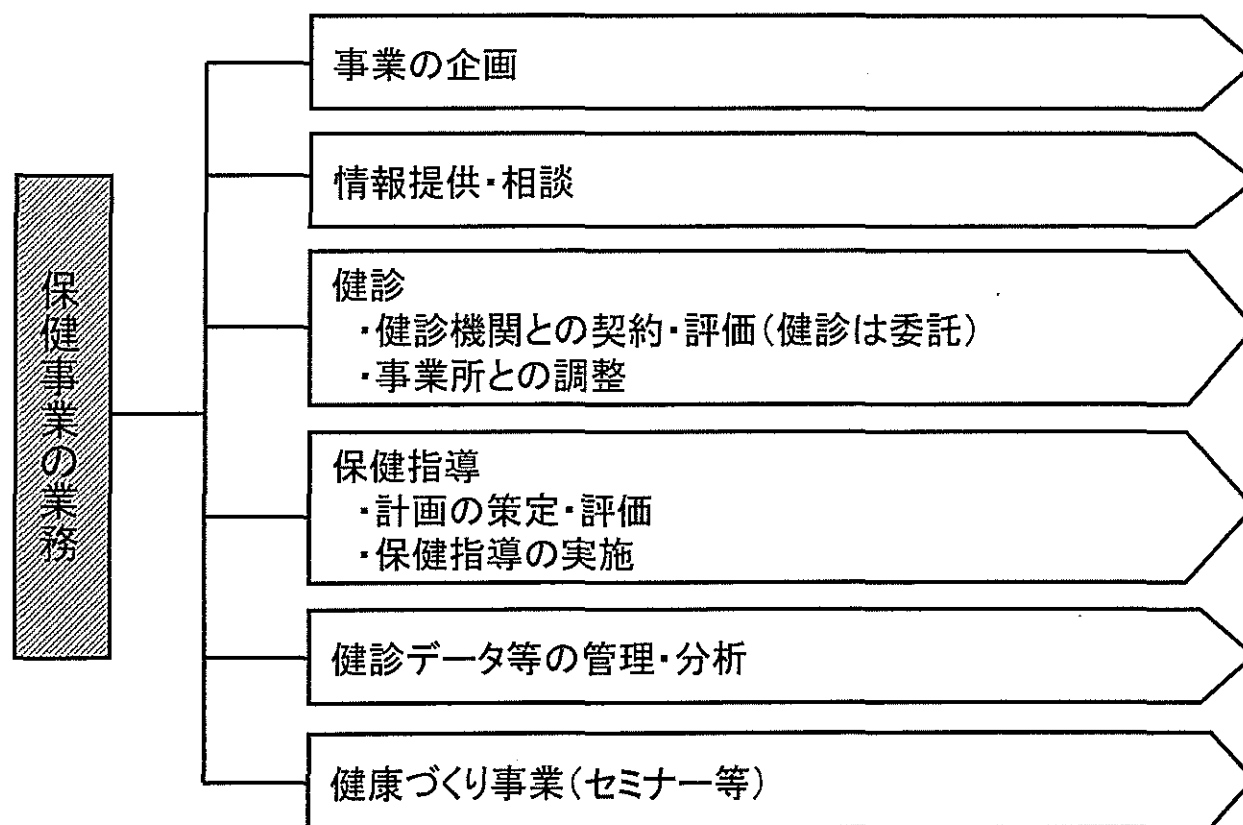 保健事業の業務
事業の企画
情報提供・相談
健診
・健診機関との契約・評価(健診は委託)
・事業所との調整
保健指導
・計画の策定・評価
・保健指導の実施
健診データ等の管理・分析
健康づくり事業(セミナー等)